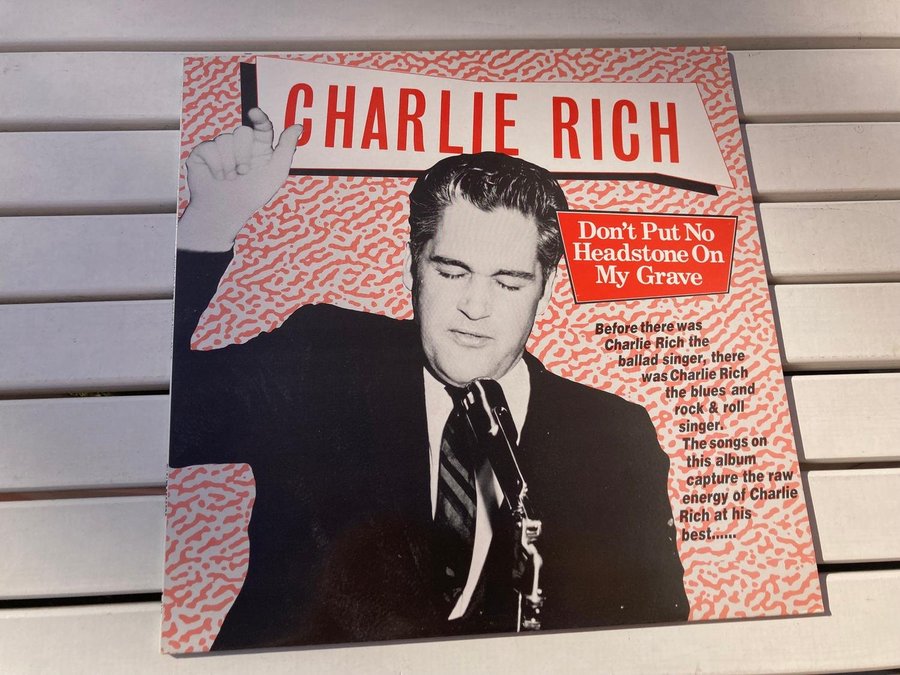 CHARLIE RICH
Don't Put No
Headstone On
My Grave
Before there was
Charlie Rich the
ballad singer, there
was Charlie Rich
the blues and
rock & roll
singer.
The songs on
this album
capture the raw
energy of Charlie
Rich at his
best......